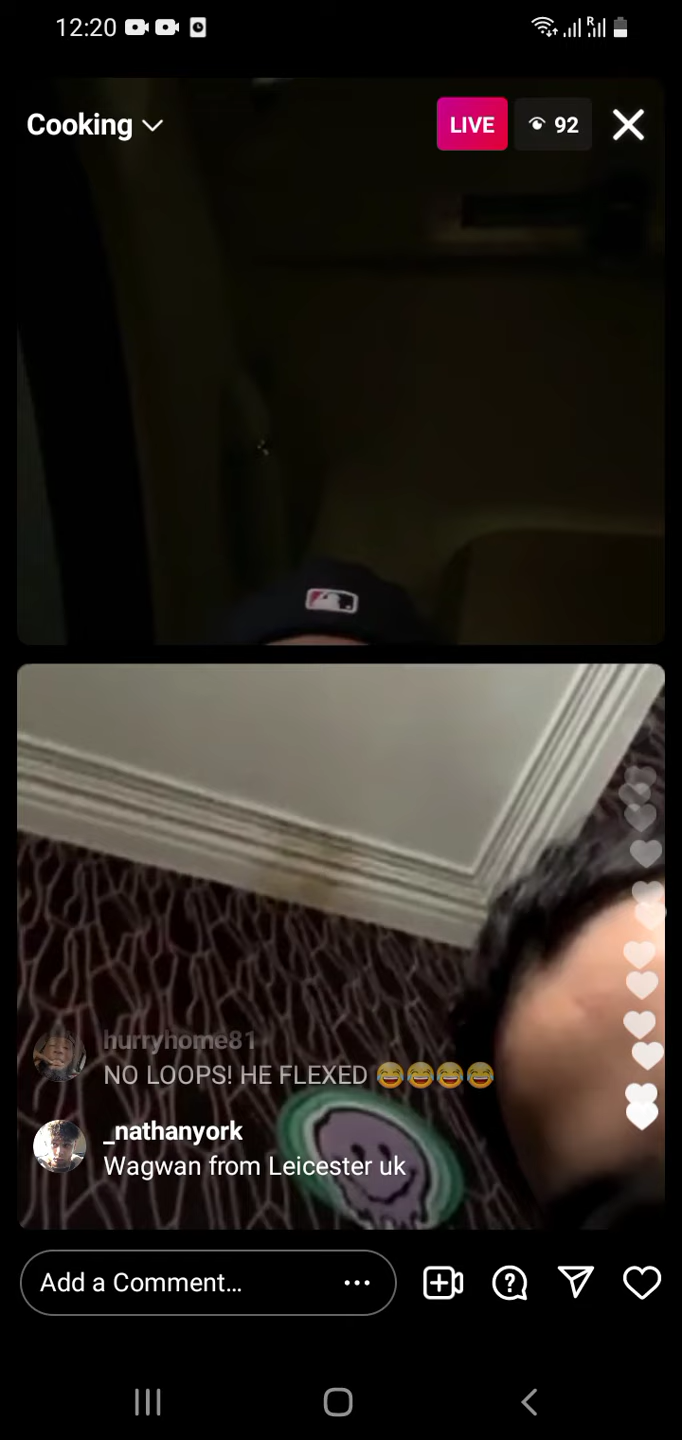 12:20
R
Cooking
LIVE
92
hurryhome81
NO LOOPS! HE FLEXED 😂😂😂😂
_nathanyork
Wagwan from Leicester uk
Add a Comment...